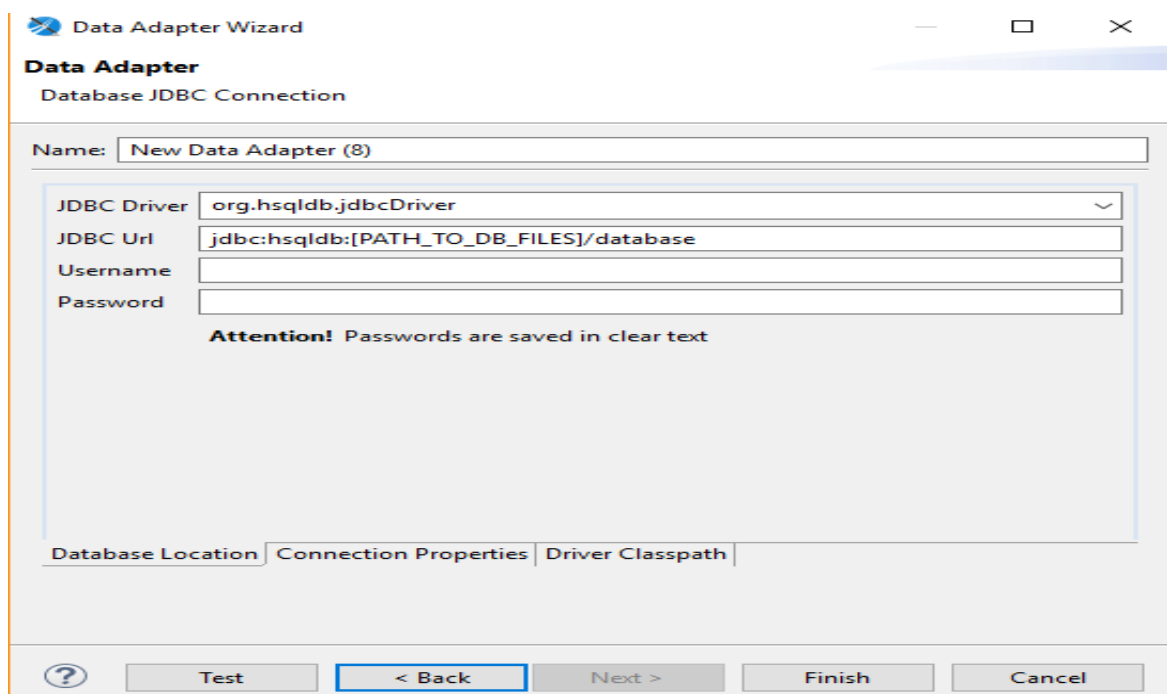 Data Adapter Wizard
Data Adapter
Database JDBC Connection
Name: New Data Adapter (8)
JDBC Driver org.hsqldb.jdbcDriver
JDBC Url jdbc:hsqldb:[PATH_TO_DB_FILES]/database
Username
Password
Attention! Passwords are saved in clear text
Database Location Connection Properties Driver Classpath
? Test < Back Next > Finish Cancel